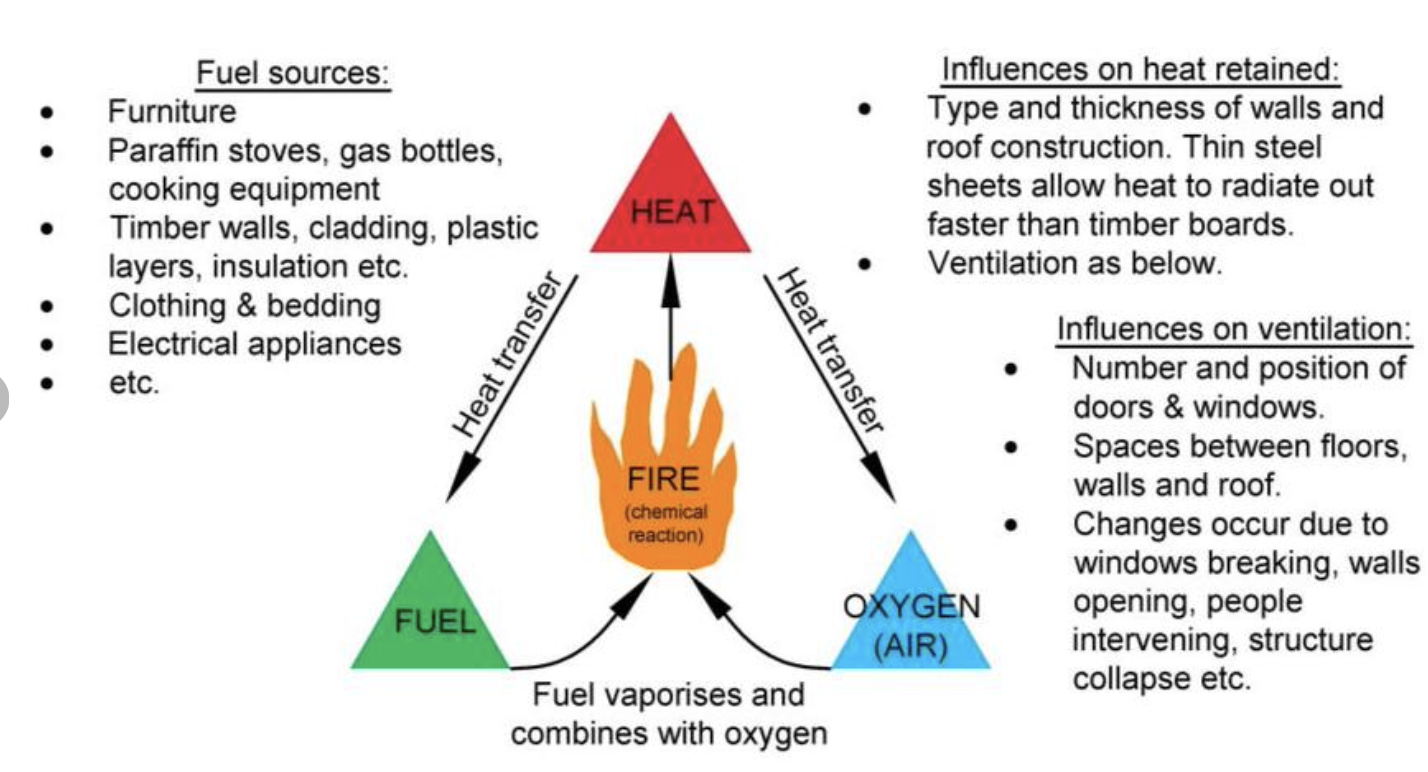 Fuel sources:
• Furniture
• Paraffin stoves, gas bottles,
cooking equipment
• Timber walls, cladding, plastic
layers, insulation etc.
• Clothing & bedding
• Electrical appliances
• etc.
HEAT
Heat transfer
Heat transfer
FIRE
(chemical
reaction)
FUEL
OXYGEN
(AIR)
Fuel vaporises and
combines with oxygen
Influences on heat retained:
• Type and thickness of walls and
roof construction. Thin steel
sheets allow heat to radiate out
faster than timber boards.
• Ventilation as below.
Influences on ventilation:
• Number and position of
doors & windows.
• Spaces between floors,
walls and roof.
• Changes occur due to
windows breaking, walls
opening, people
intervening, structure
collapse etc.